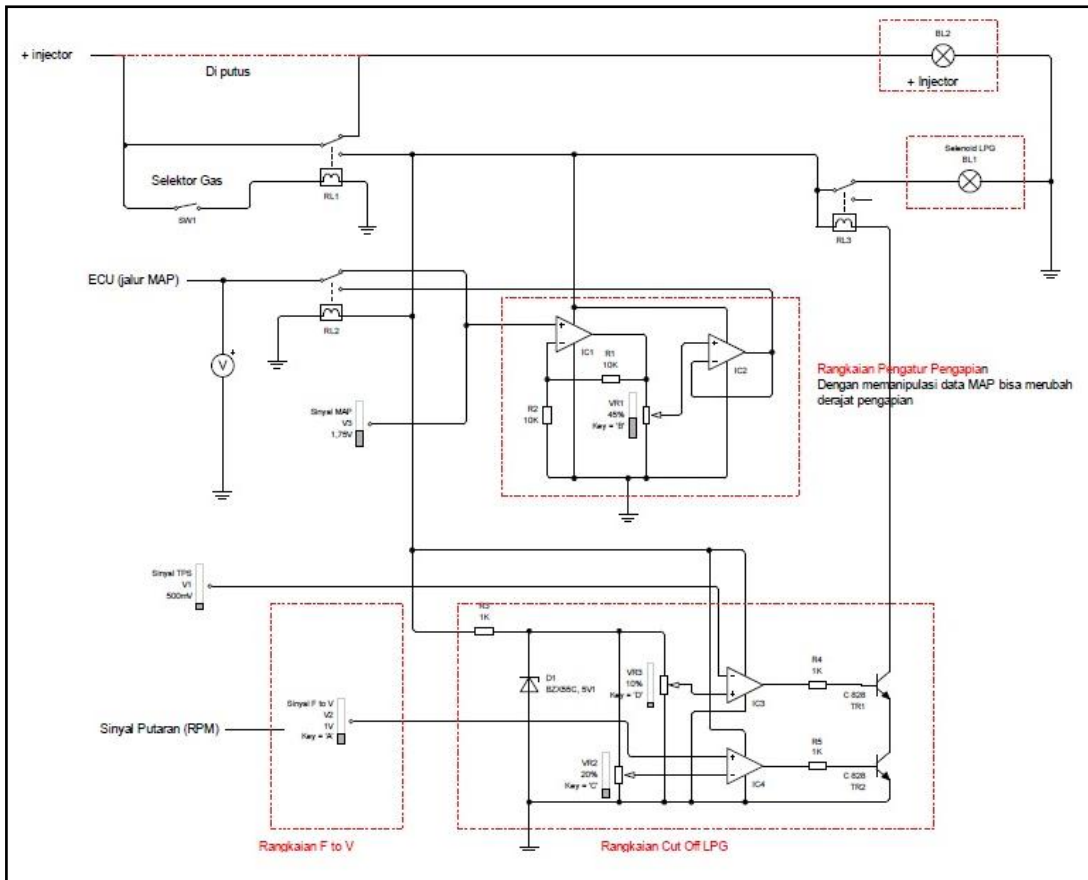 BL2
+ injector
Di putus
+ Injector
Selenoid LPG
BL1
Selektor Gas
RL1
SW1
RL3
ECU (jalur MAP)
RL2
V
IC1
R1
10K
IC2
Rangkaian Pengatur Pengapian
Dengan memanipulasi data MAP bisa merubah
derajat pengapian
R2
10K
VR1
45%
Key = 'B'
Sinyal MAP
V3
1,75V
Sinyal TPS
V1
500mV
R3
1K
R4
1K
D1
BZX55C, 5V1
VR3
10%
Key = 'D'
IC3
C 828
TR1
Sinyal F to V
V2
1V
Key = 'A'
Sinyal Putaran (RPM)
R5
1K
VR2
20%
Key = 'C'
IC4
C 828
TR2
Rangkaian F to V
Rangkaian Cut Off LPG